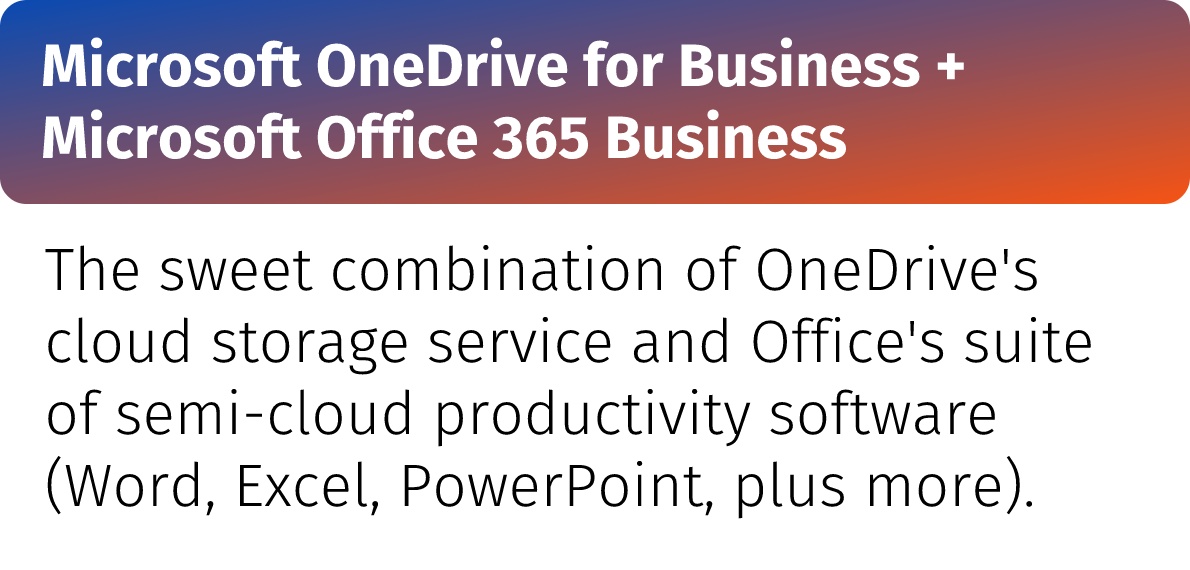 Microsoft OneDrive for Business +
Microsoft Office 365 Business
The sweet combination of OneDrive's
cloud storage service and Office's suite
of semi-cloud productivity software
(Word, Excel, PowerPoint, plus more).